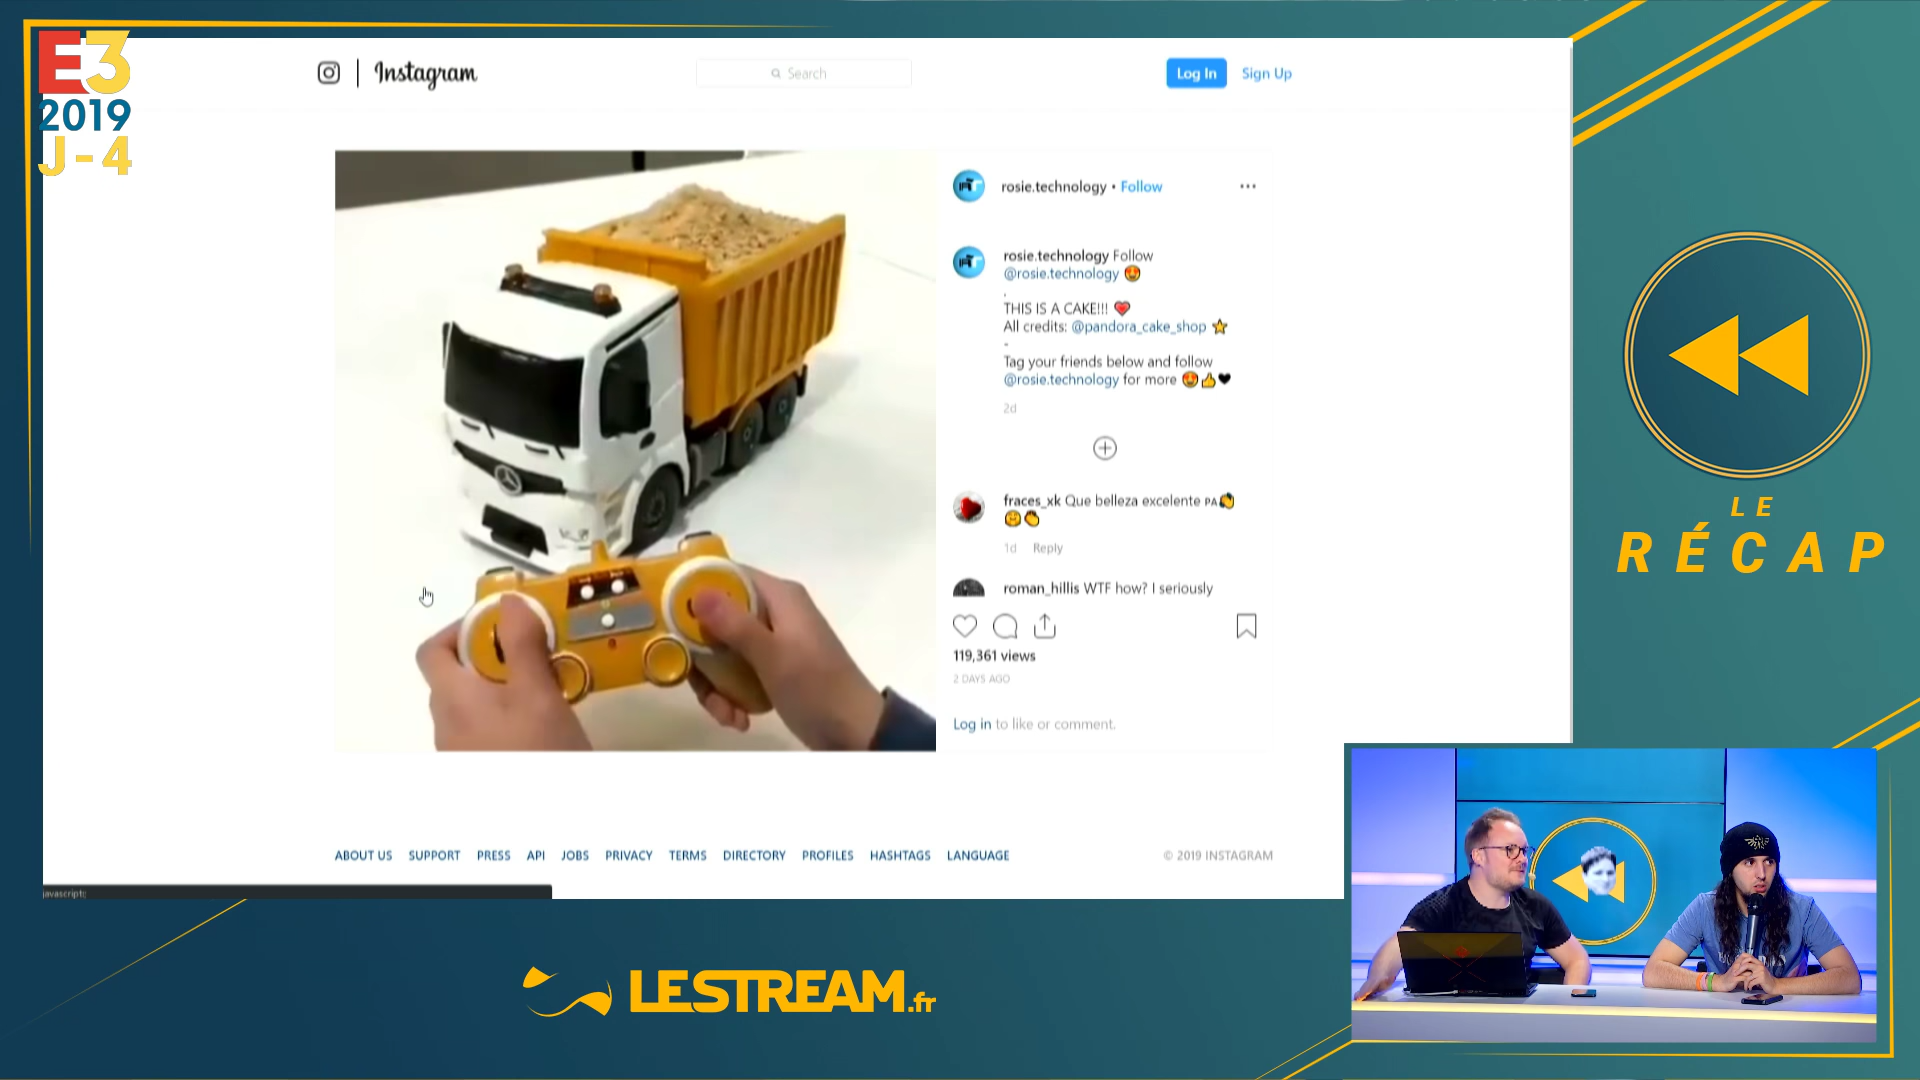 E3
2019
J-4
Instagram
Search
Log In
Sign Up
rosie.technology • Follow
rosie.technology Follow
@rosie.technology 😍
.
THIS IS A CAKE!!! ❤️
All credits: @pandora_cake_shop ⭐
-
Tag your friends below and follow
@rosie.technology for more 😍👍🖤
2d
fraces_xk Que belleza excelente PA👏
😊👏
1d Reply
roman_hillis WTF how? I seriously
119,361 views
2 DAYS AGO
Log in to like or comment.
ABOUT US SUPPORT PRESS API JOBS PRIVACY TERMS DIRECTORY PROFILES HASHTAGS LANGUAGE
© 2019 INSTAGRAM
javascript:
LE
RÉCAP
LESTREAM.fr